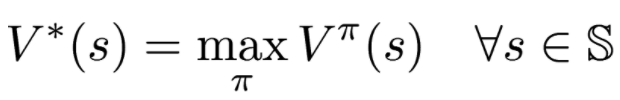 V*(s) = max_π V^π(s)  ∀s ∈ 𝕊